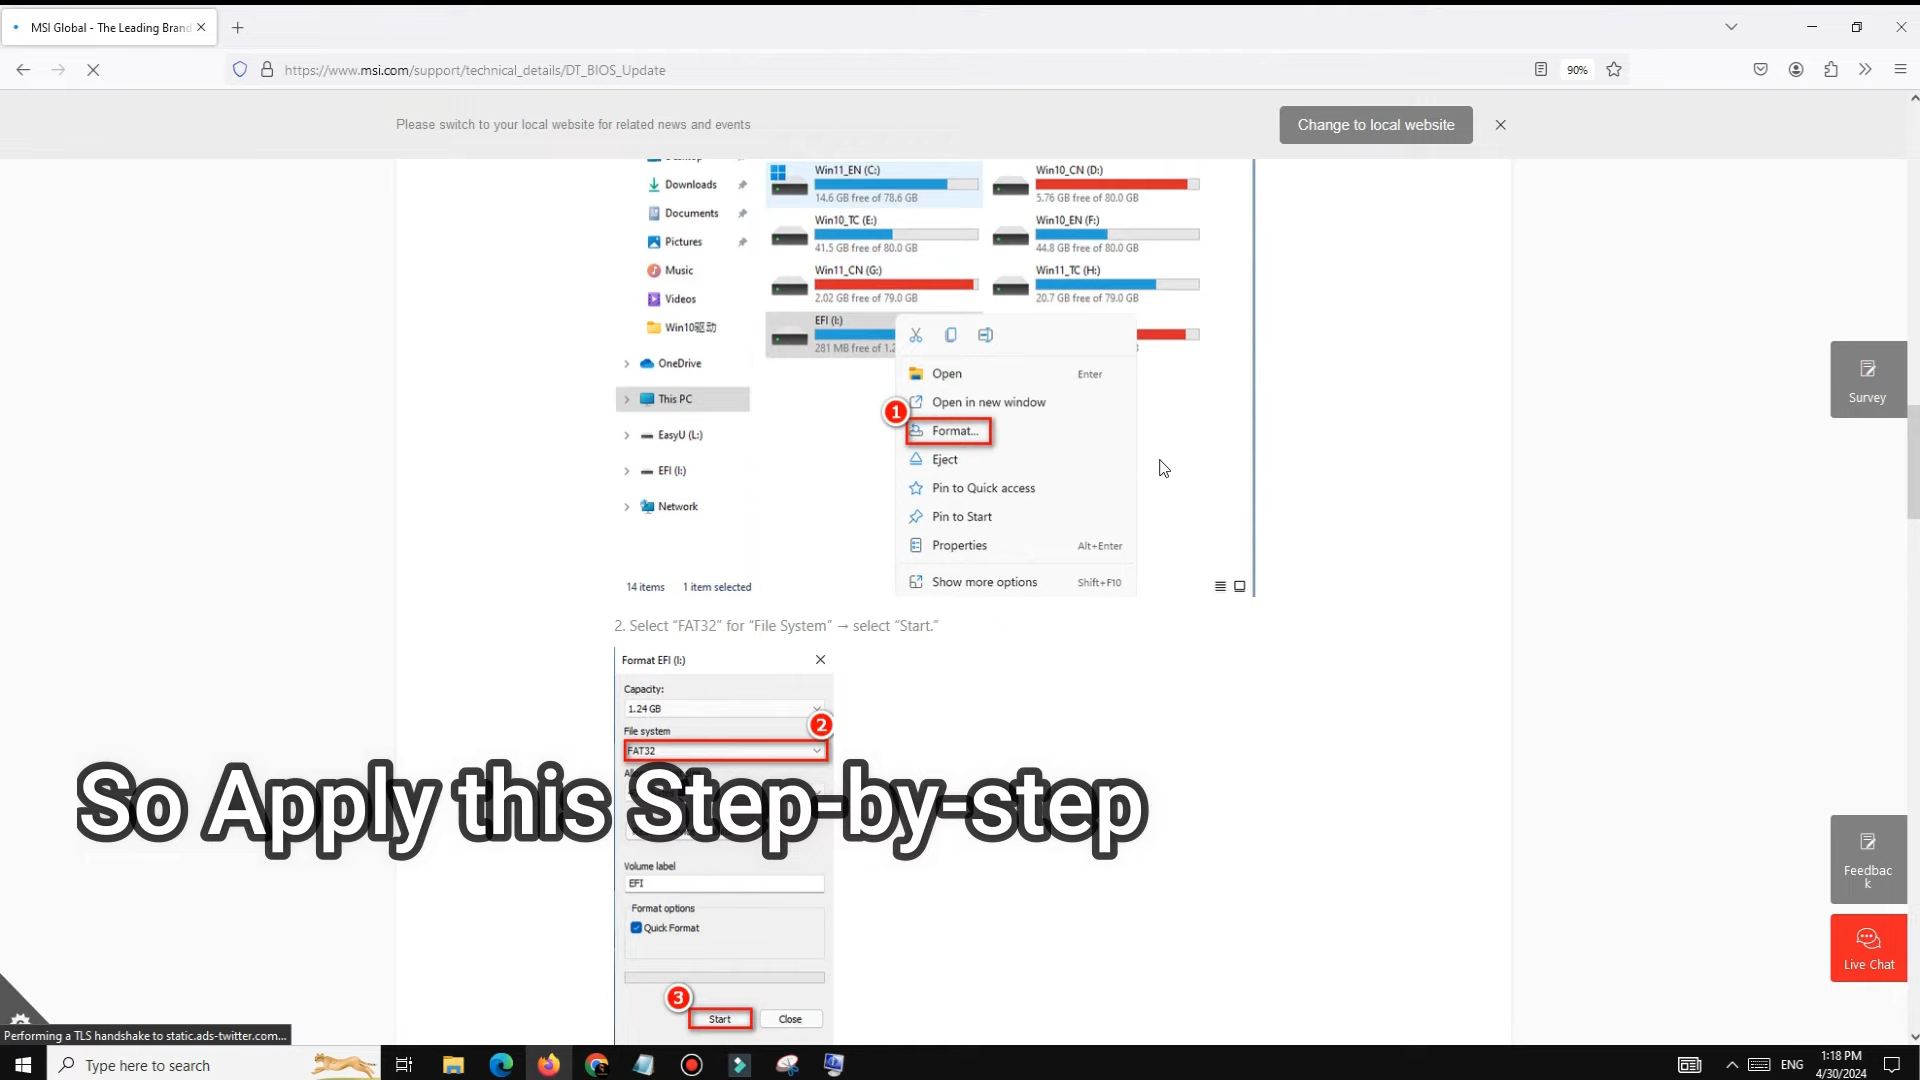 MSI Global - The Leading Brand
https://www.msi.com/support/technical_details/DT_BIOS_Update
90%
Please switch to your local website for related news and events
Change to local website
Win11_EN (C:)
14.6 GB free of 78.6 GB
Win10_CN (D:)
5.76 GB free of 80.0 GB
Downloads
Documents
Win10_TC (E:)
41.5 GB free of 80.0 GB
Win10_EN (F:)
44.8 GB free of 80.0 GB
Pictures
Music
Win11_CN (G:)
2.02 GB free of 79.0 GB
Win11_TC (H:)
20.7 GB free of 79.0 GB
Videos
Win10驱动
EFI (I:)
281 MB free of 1.2
OneDrive
This PC
EasyU (L:)
EFI (I:)
Network
Open Enter
Open in new window
1
Format...
Eject
Pin to Quick access
Pin to Start
Properties Alt+Enter
Show more options Shift+F10
14 items 1 item selected
Survey
2. Select “FAT32” for “File System” → select “Start.”
Format EFI (I:)
Capacity:
1.24 GB
2
File system
FAT32
So Apply this Step-by-step
Volume label
EFI
Format options
Quick Format
3
Start Close
Feedbac
k
Live Chat
Performing a TLS handshake to static.ads-twitter.com...
Type here to search
ENG
1:18 PM
4/30/2024